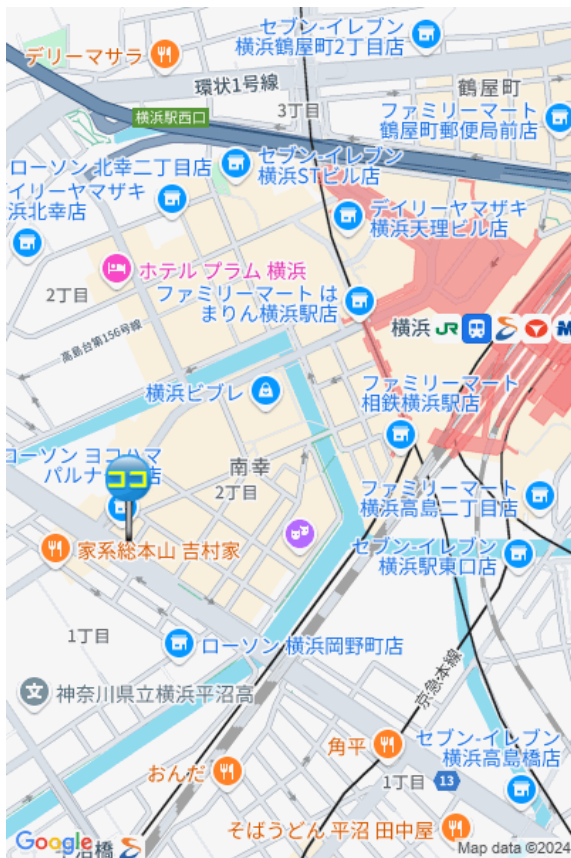 セブン-イレブン
横浜鶴屋町2丁目店
デリーマサラ
環状1号線
鶴屋町
横浜駅西口
3丁目
ファミリーマート
鶴屋町郵便局前店
ローソン 北幸二丁目店
セブン-イレブン
横浜STビル店
イリーヤマザキ
浜北幸店
デイリーヤマザキ
横浜天理ビル店
ホテル プラム 横浜
2丁目
ファミリーマート は
まりん横浜駅店
高島台第156号線
横浜 JR
横浜ビブレ
ファミリーマート
相鉄横浜駅店
ローソン ヨコハマ
パルナ
店
ココ
南幸
2丁目
ファミリーマート
横浜高島二丁目店
家系総本山 吉村家
セブン-イレブン
横浜駅東口店
1丁目
ローソン 横浜岡野町店
神奈川県立横浜平沼高
京急本線
角平
セブン-イレブン
横浜高島橋店
おんだ
1丁目
13
そばうどん 平沼 田中屋
Google
沼橋
Map data ©2024